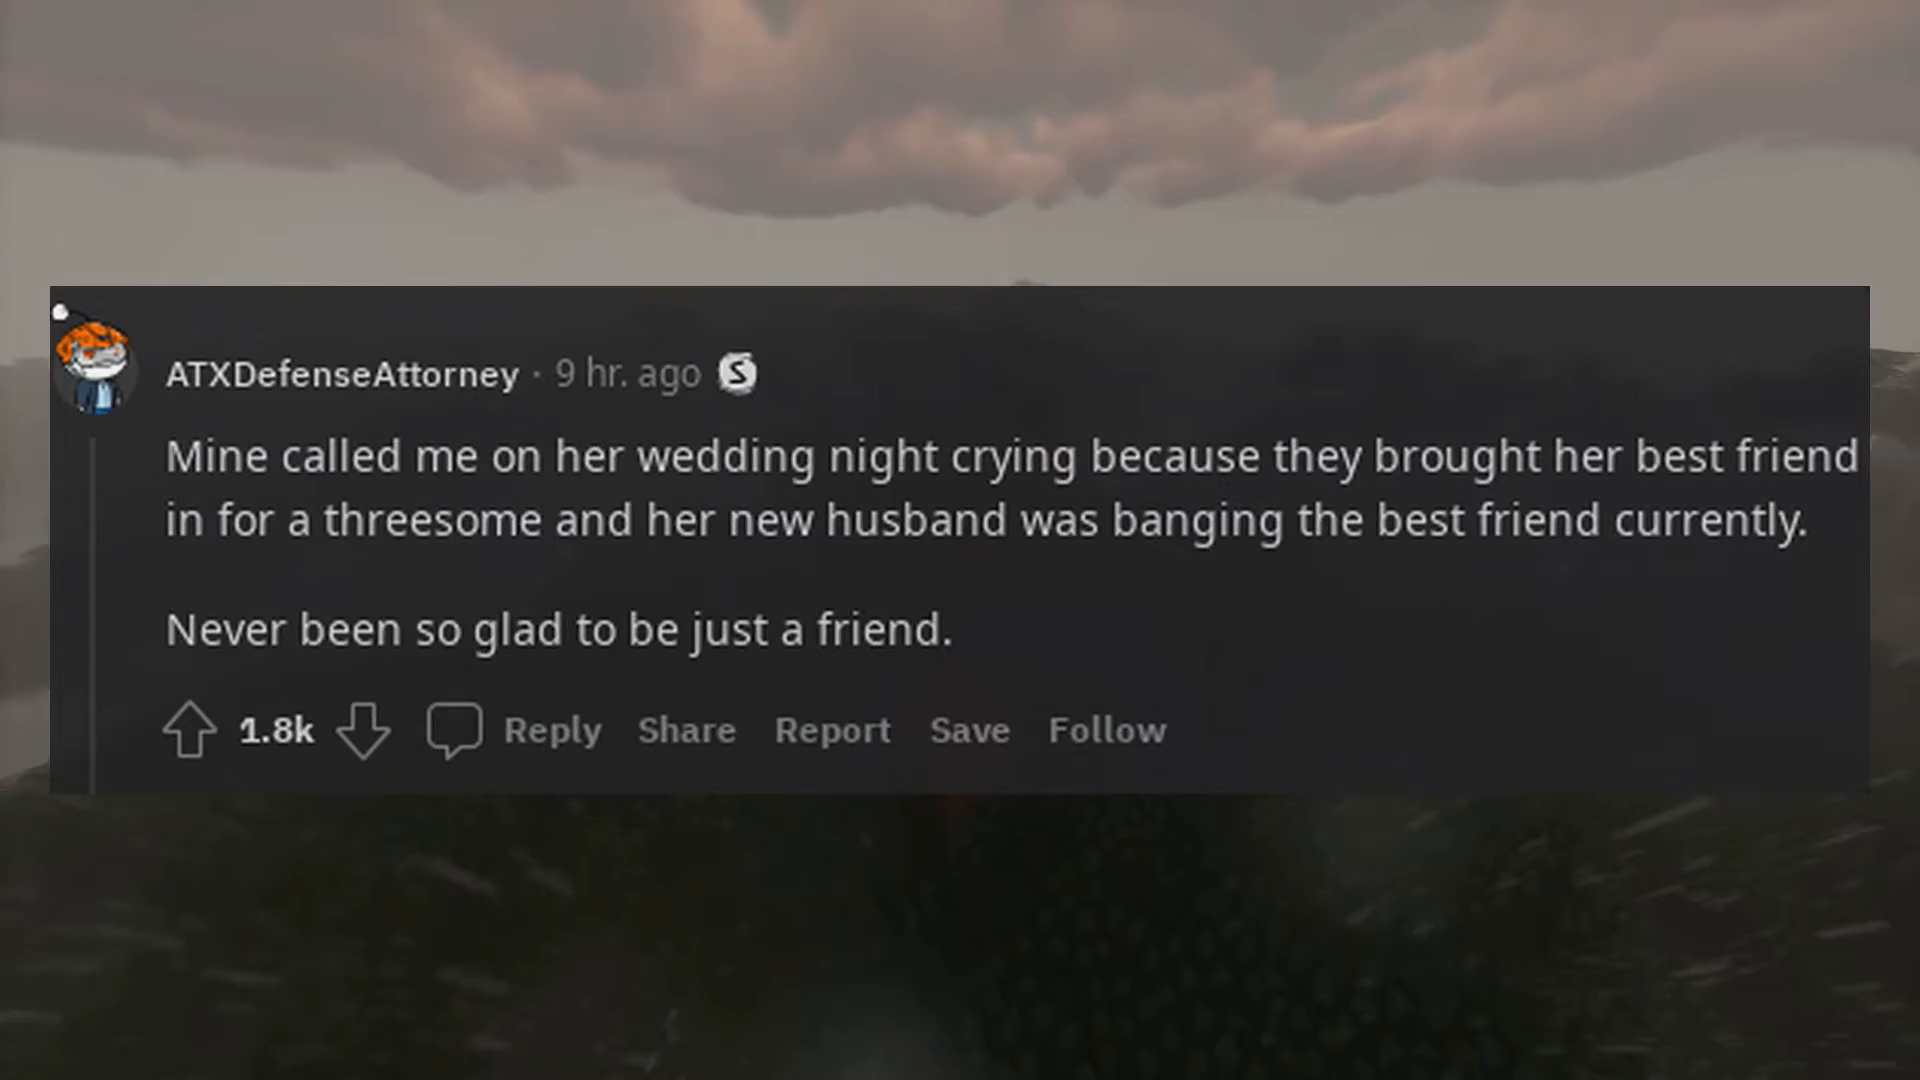 ATXDefenseAttorney · 9 hr. ago
Mine called me on her wedding night crying because they brought her best friend
in for a threesome and her new husband was banging the best friend currently.
Never been so glad to be just a friend.
1.8k Reply Share Report Save Follow